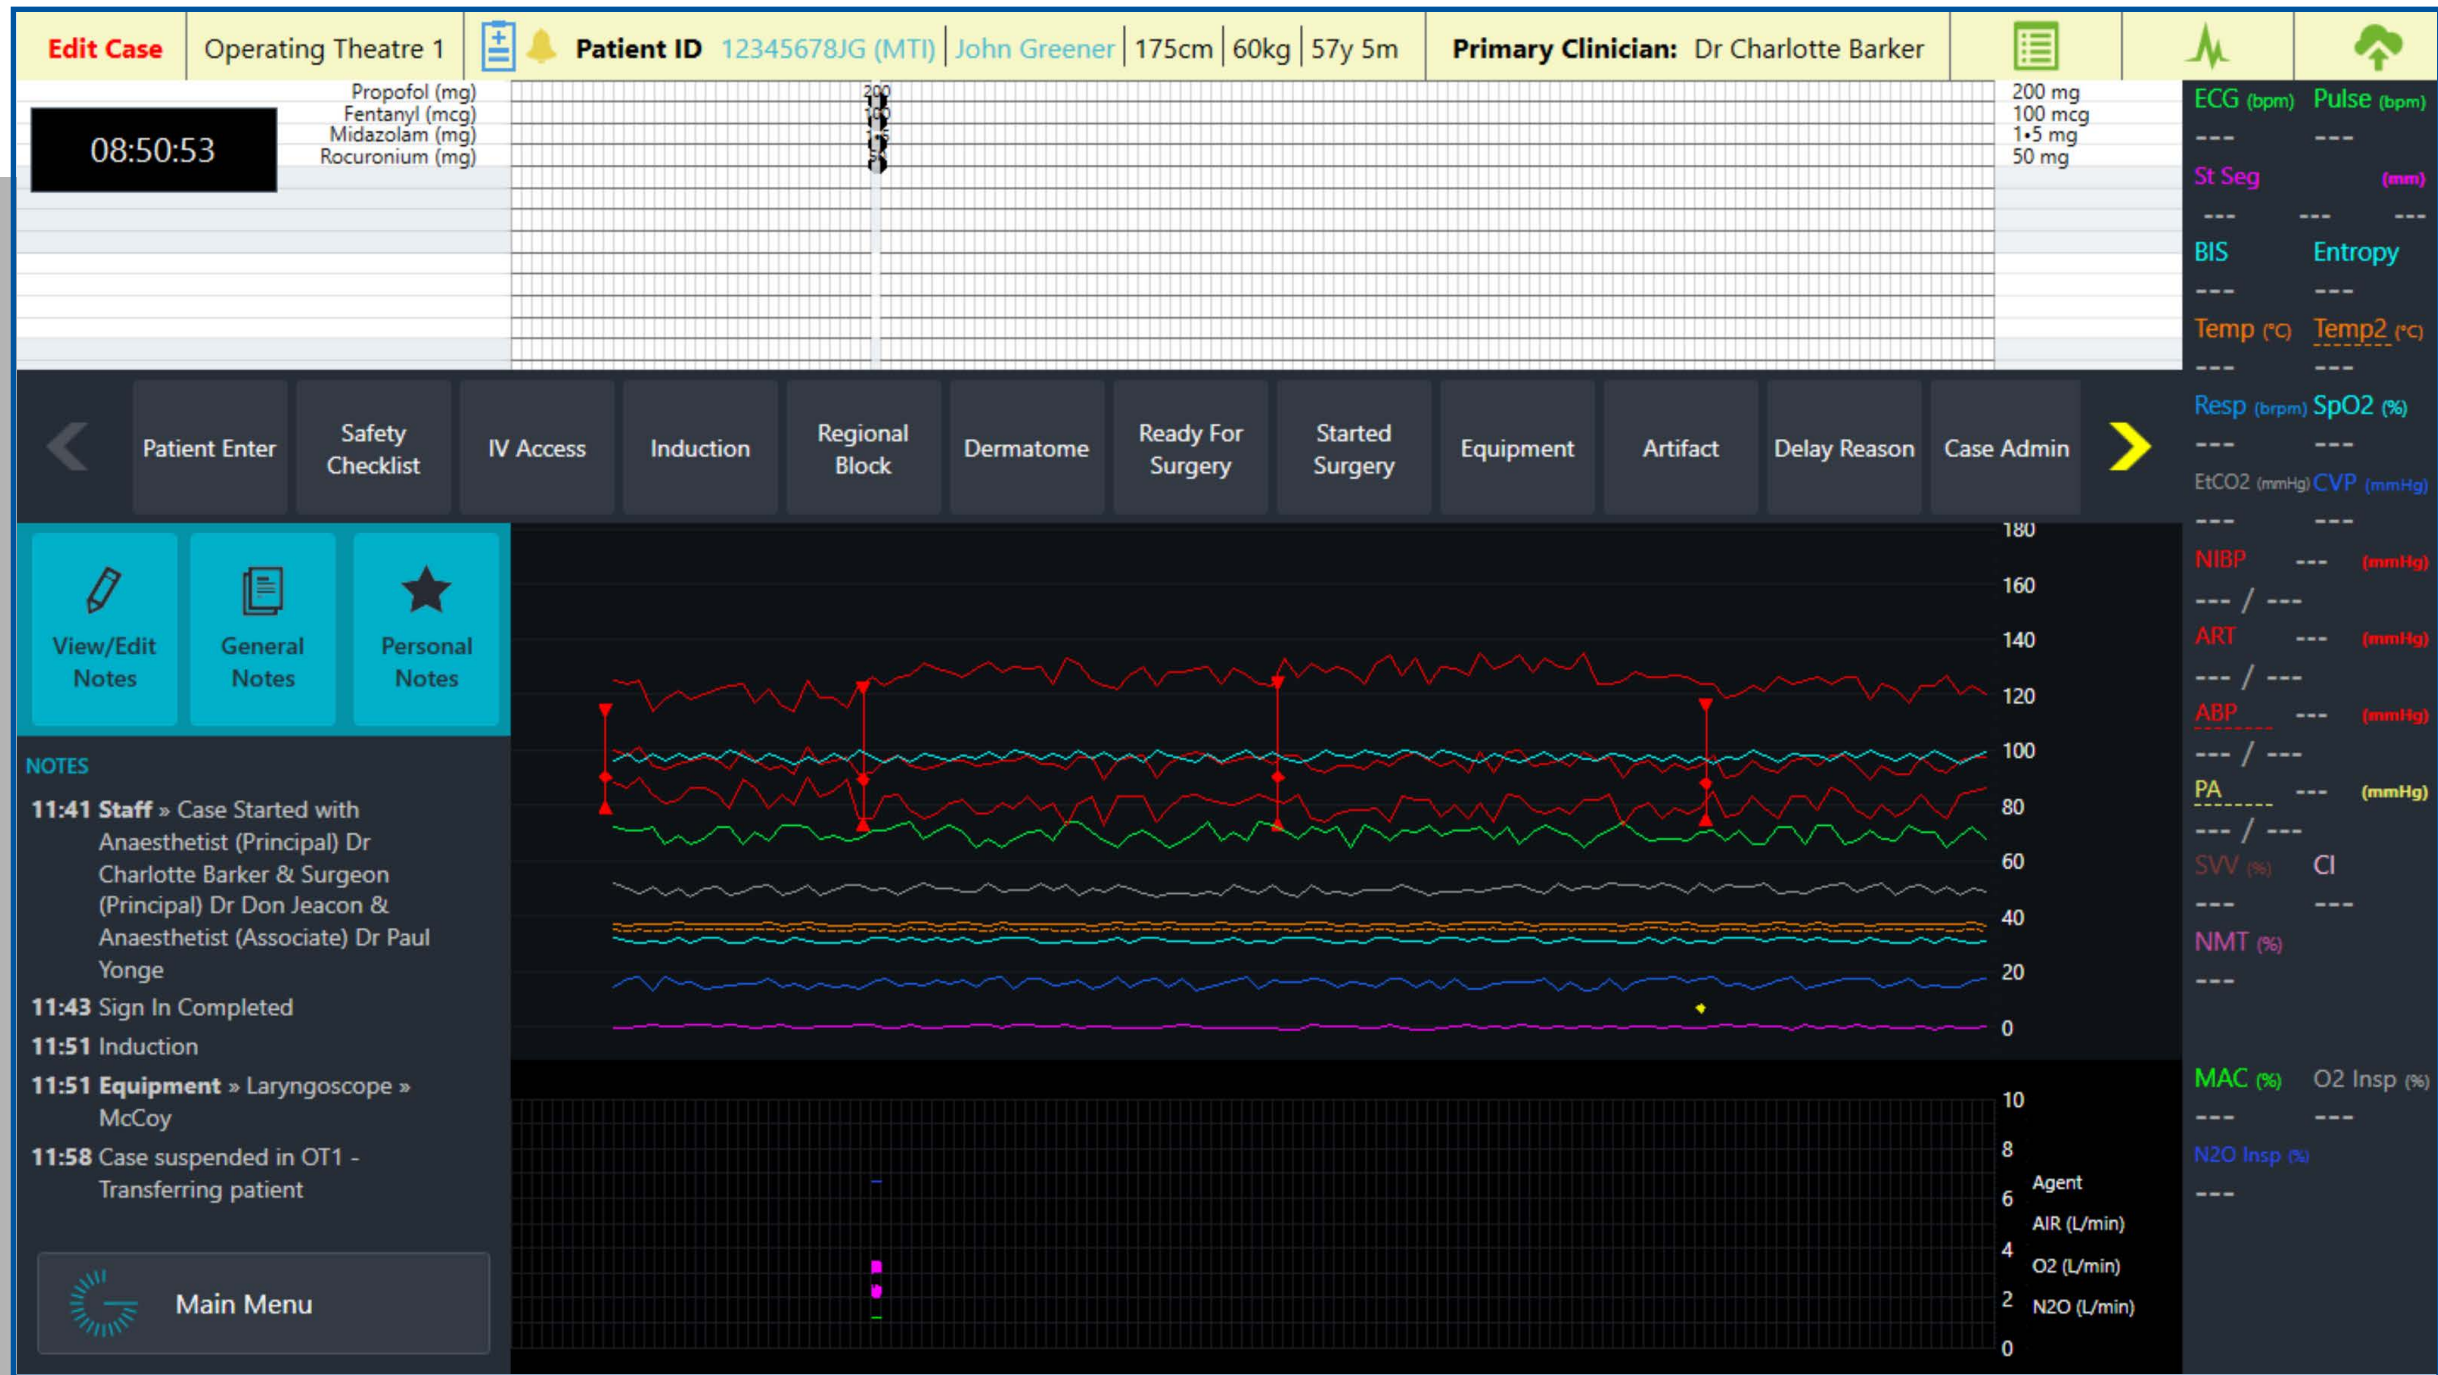 Edit Case
Operating Theatre 1
Patient ID 12345678JG (MTI) John Greener 175cm 60kg 57y 5m
Primary Clinician: Dr Charlotte Barker
08:50:53
Propofol (mg) 200 200 mg
Fentanyl (mcg) 100 100 mcg
Midazolam (mg) 1•5 1•5 mg
Rocuronium (mg) 50 50 mg
Patient Enter
Safety
Checklist
IV Access
Induction
Regional
Block
Dermatome
Ready For
Surgery
Started
Surgery
Equipment
Artifact
Delay Reason
Case Admin
View/Edit
Notes
General
Notes
Personal
Notes
NOTES
11:41 Staff » Case Started with
Anaesthetist (Principal) Dr
Charlotte Barker & Surgeon
(Principal) Dr Don Jeacon &
Anaesthetist (Associate) Dr Paul
Yonge
11:43 Sign In Completed
11:51 Induction
11:51 Equipment » Laryngoscope »
McCoy
11:58 Case suspended in OT1 -
Transferring patient
Main Menu
180
160
140
120
100
80
60
40
20
0
10
8
6
4
2
0
Agent
AIR (L/min)
O2 (L/min)
N2O (L/min)
ECG (bpm) Pulse (bpm)
--- ---
St Seg (mm)
--- --- ---
BIS Entropy
--- ---
Temp (°C) Temp2 (°C)
--- ---
Resp (brpm) SpO2 (%)
--- ---
EtCO2 (mmHg) CVP (mmHg)
--- ---
NIBP --- (mmHg)
--- / ---
ART --- (mmHg)
--- / ---
ABP --- (mmHg)
--- / ---
PA --- (mmHg)
--- / ---
SVV (%) CI
--- ---
NMT (%)
---
MAC (%) O2 Insp (%)
--- ---
N2O Insp (%)
---